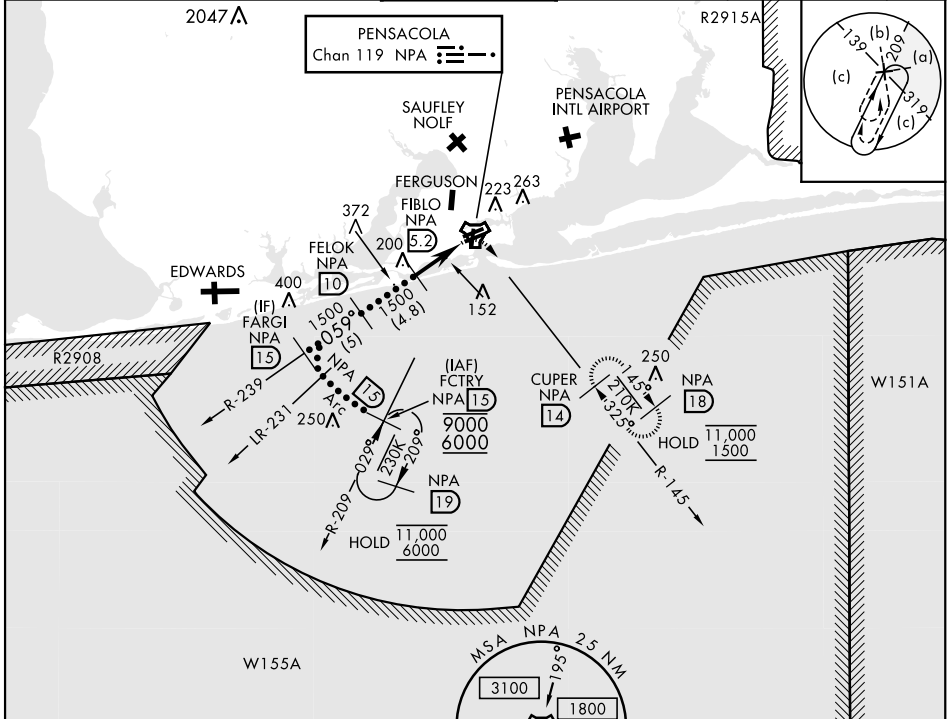 2047
R2915A
PENSACOLA
Chan 119 NPA
139
(b)
209
(a)
(c)
319
(c)
SAUFLEY
NOLF
PENSACOLA
INTL AIRPORT
FERGUSON
223
263
FIBLO
NPA
5.2
372
200
FELOK
NPA
10
EDWARDS
400
(IF)
FARGI
NPA
15
1500
059°
(5)
1500
(4.8)
152
R2908
R-239
LR-231
NPA
15
Arc
250
(IAF)
FCTRY
NPA 15
9000
6000
029°
230K
209°
R-209
NPA
19
HOLD
11,000
6000
CUPER
NPA
14
145°
210K
325°
250
NPA
18
HOLD
11,000
1500
R-145
W151A
W155A
MSA NPA 25 NM
195°
3100
1800